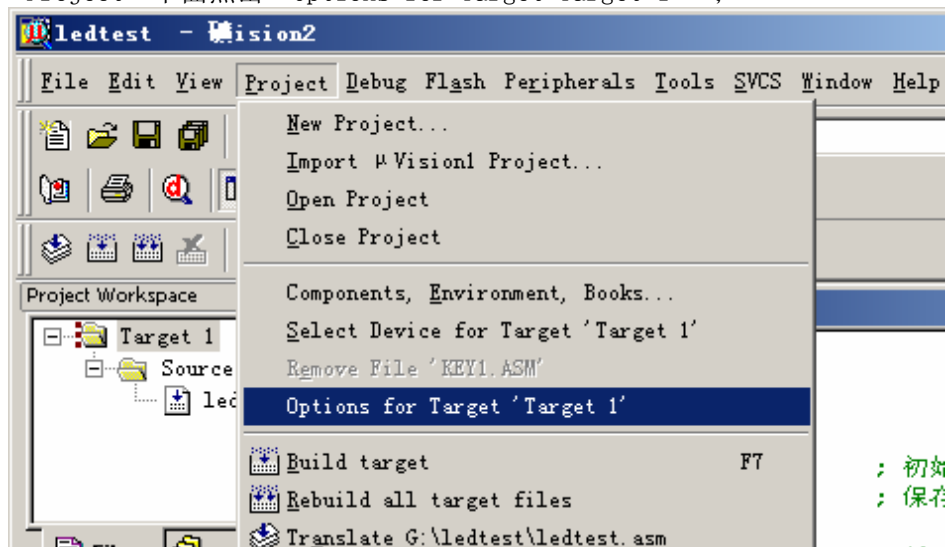 ledtest - ision2
File Edit View Project Debug Flash Peripherals Tools SVCS Window Help
New Project...
Import μVision1 Project...
Open Project
Close Project
Components, Environment, Books...
Select Device for Target 'Target 1'
Remove File 'KEY1.ASM'
Options for Target 'Target 1'
Build target F7
Rebuild all target files
Translate G:\ledtest\ledtest.asm
Project Workspace
Target 1
Source
led
; 初始
; 保存